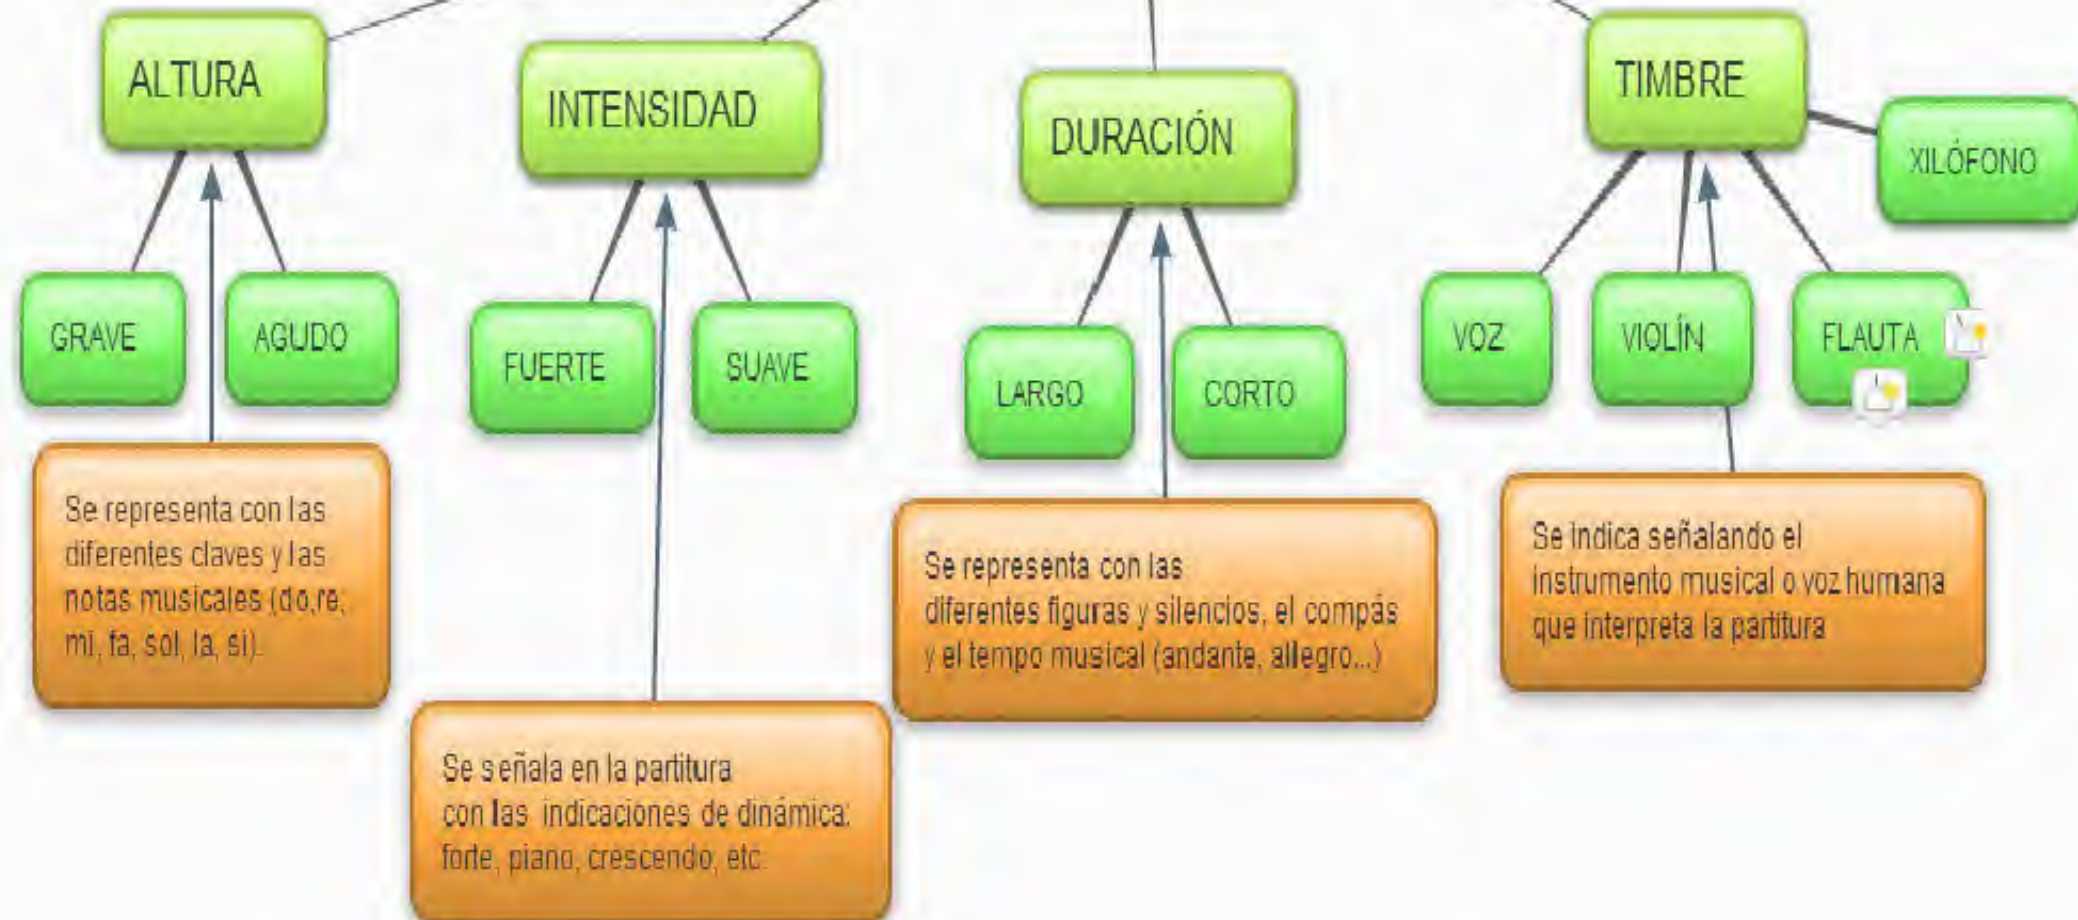 ALTURA
INTENSIDAD
DURACIÓN
TIMBRE
XILÓFONO
GRAVE
AGUDO
FUERTE
SUAVE
LARGO
CORTO
VOZ
VIOLÍN
FLAUTA
Se representa con las
diferentes claves y las
notas musicales (do,re,
mi, fa, sol, la, si).
Se señala en la partitura
con las indicaciones de dinámica:
forte, piano, crescendo, etc.
Se representa con las
diferentes figuras y silencios, el compás
y el tempo musical (andante, allegro...)
Se indica señalando el
instrumento musical o voz humana
que interpreta la partitura